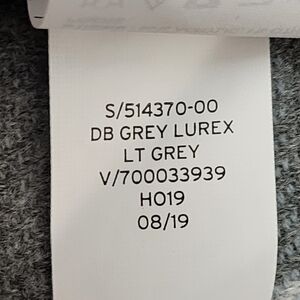 S/514370-00
DB GREY LUREX
LT GREY
V/700033939
HO19
08/19